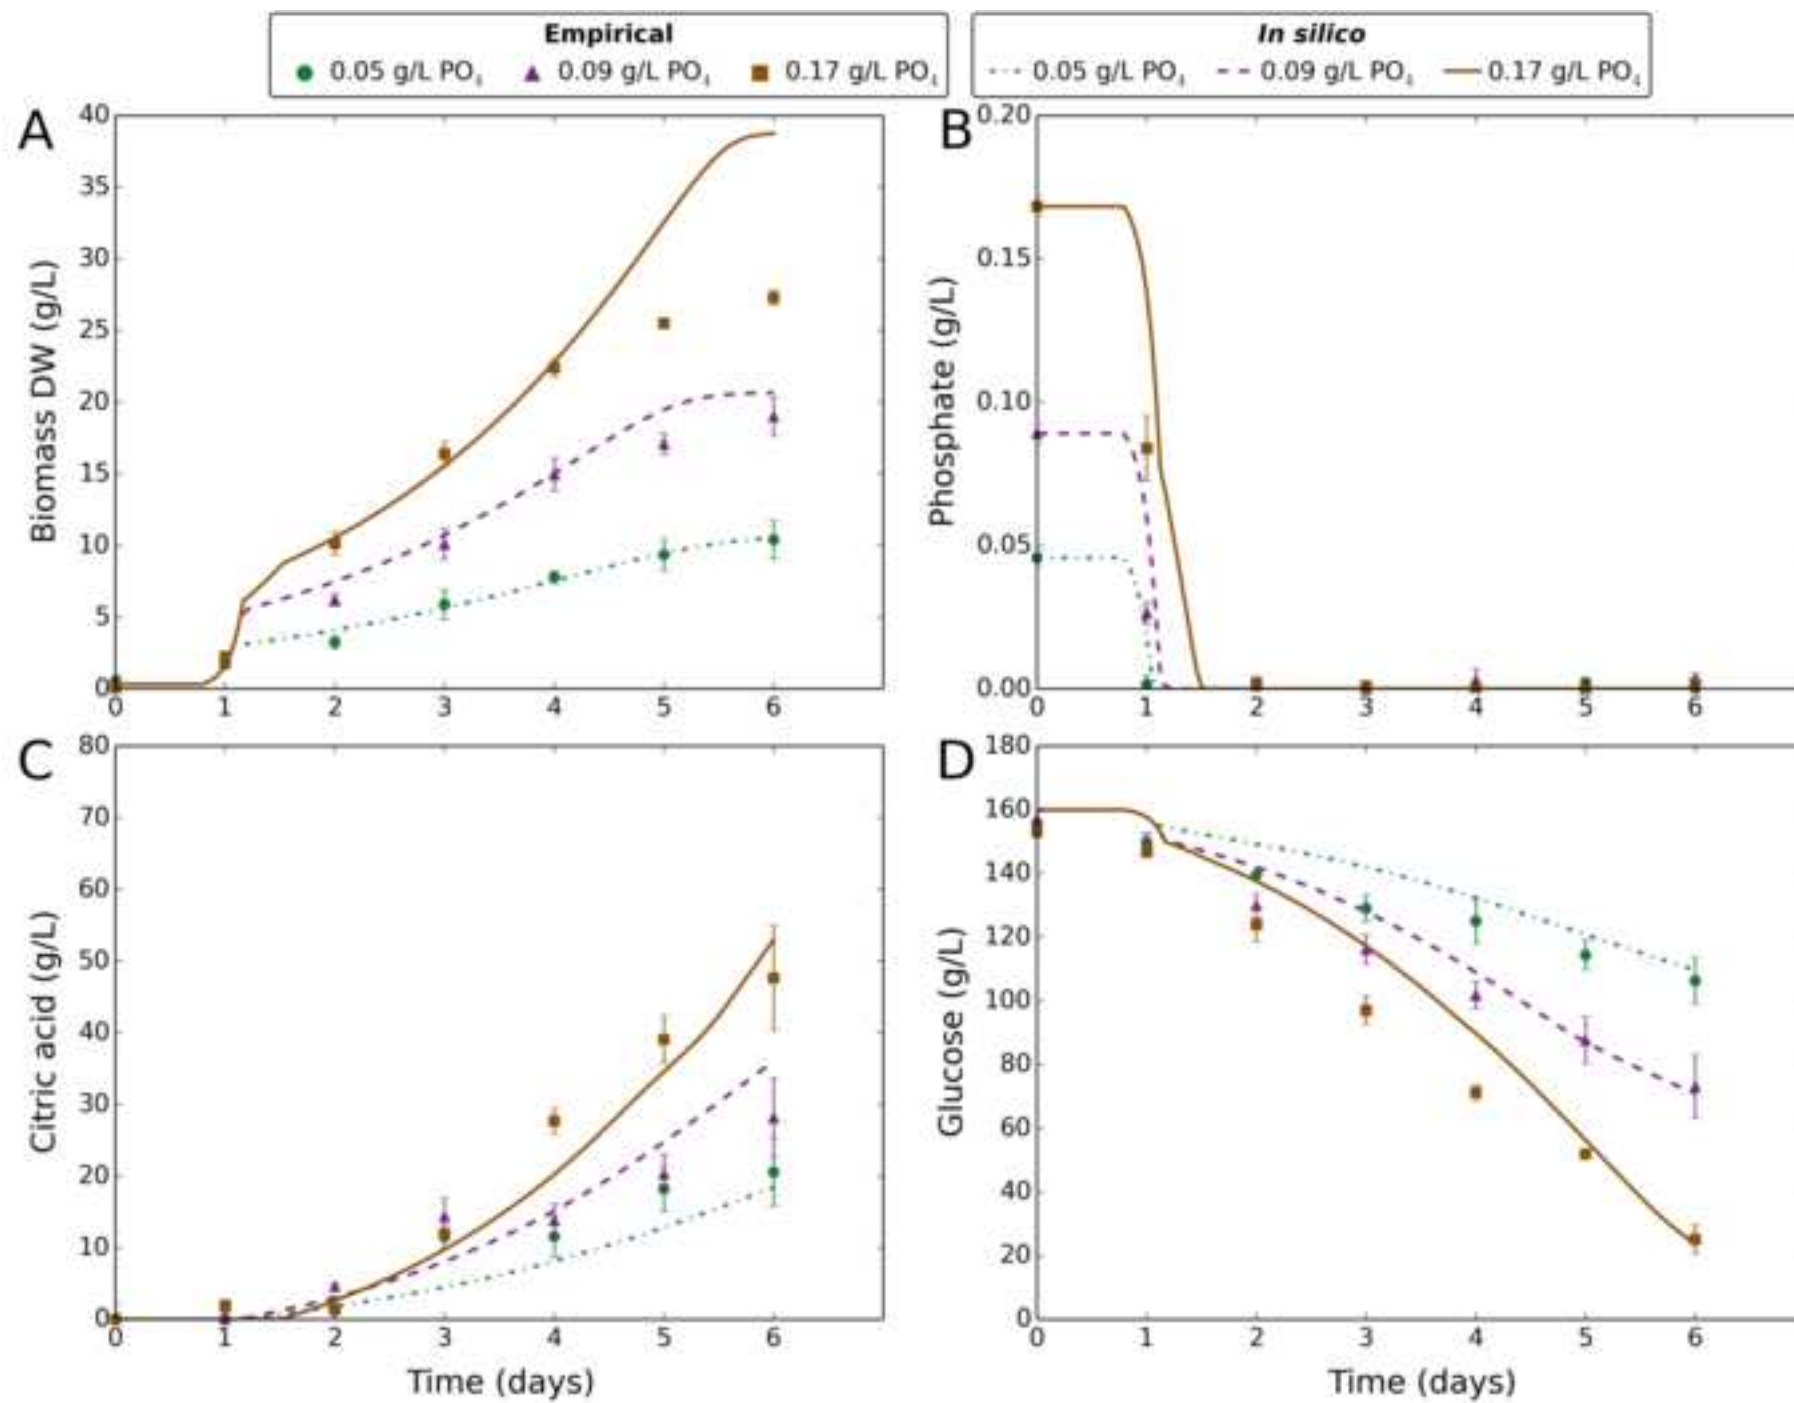 Empirical
0.05 g/L PO₄ 0.09 g/L PO₄ 0.17 g/L PO₄
In silico
0.05 g/L PO₄ 0.09 g/L PO₄ 0.17 g/L PO₄
A
40
35
30
25
20
15
10
5
0
Biomass DW (g/L)
0 1 2 3 4 5 6
B
0.20
0.15
0.10
0.05
0.00
Phosphate (g/L)
0 1 2 3 4 5 6
C
80
70
60
50
40
30
20
10
0
Citric acid (g/L)
0 1 2 3 4 5 6
Time (days)
D
180
160
140
120
100
80
60
40
20
0
Glucose (g/L)
0 1 2 3 4 5 6
Time (days)